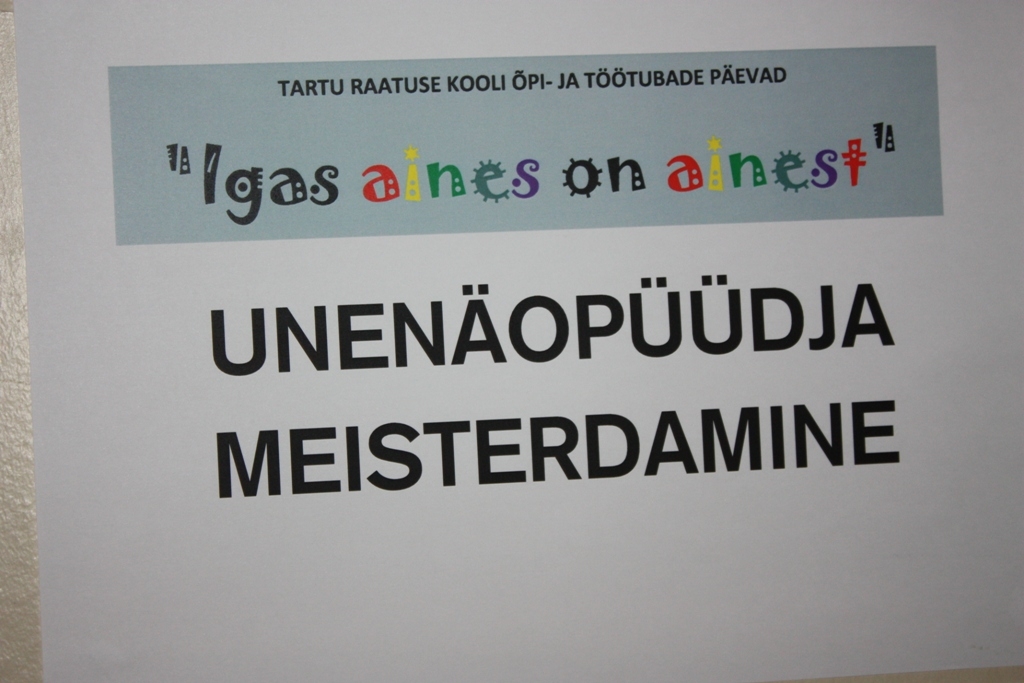 TARTU RAATUSE KOOLI ÕPI- JA TÖÖTUBADE PÄEVAD
"Igas aines on ainest"
UNENÄOPÜÜDJA
MEISTERDAMINE